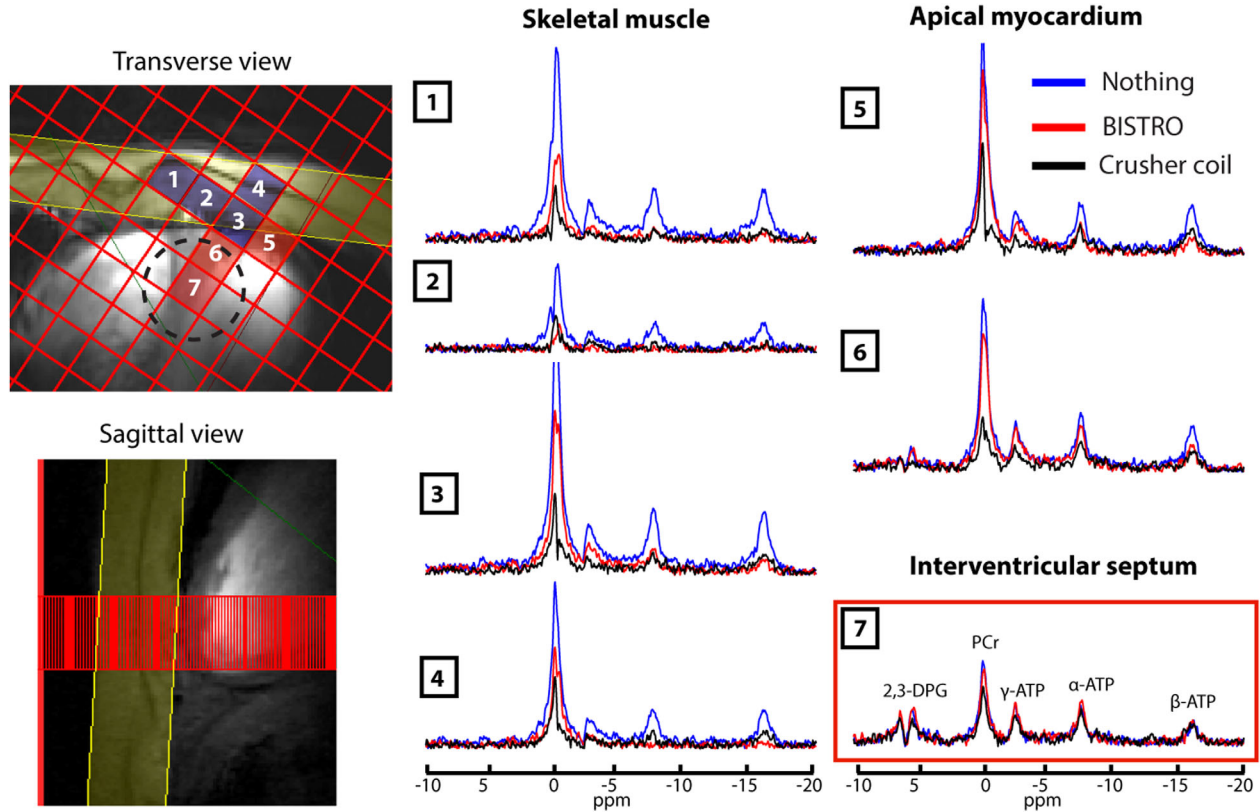 Transverse view
1
2
3
4
5
6
7
Sagittal view
Skeletal muscle
1
2
3
4
-10 5 0 -5 -10 -15 -20
ppm
Apical myocardium
5
Nothing
BISTRO
Crusher coil
6
Interventricular septum
7
2,3-DPG
PCr
γ-ATP
α-ATP
β-ATP
-10 5 0 -5 -10 -15 -20
ppm